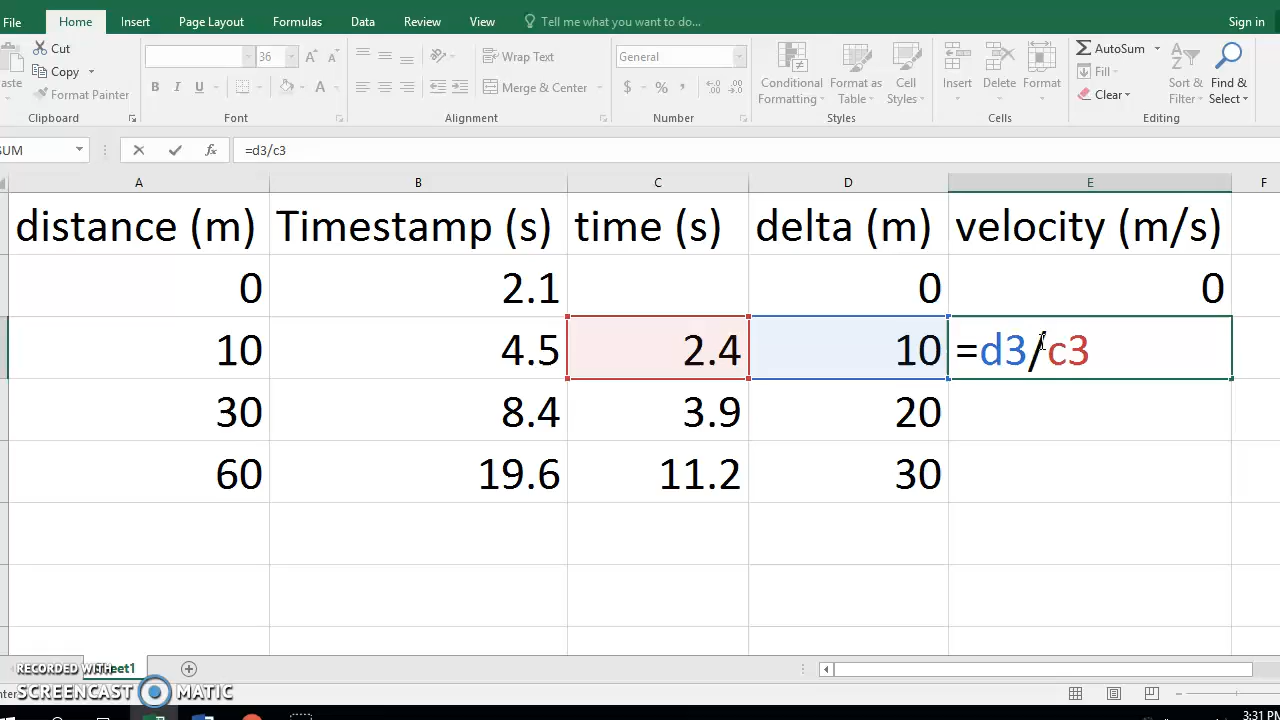 File Home Insert Page Layout Formulas Data Review View Tell me what you want to do... Sign in
Cut
Copy
Format Painter
Clipboard
36
Font
Wrap Text
Merge & Center
Alignment
General
$ % ,
Number
Conditional Formatting
Format as Table
Cell Styles
Styles
Insert
Delete
Format
Cells
AutoSum
Fill
Clear
Sort & Filter
Find & Select
Editing
SUM fx =d3/c3
A B C D E F
distance (m) Timestamp (s) time (s) delta (m) velocity (m/s)
0 2.1 0 0
10 4.5 2.4 10 =d3/c3
30 8.4 3.9 20
60 19.6 11.2 30
RECORDED WITH
SCREENCAST MATIC
3:31 PM